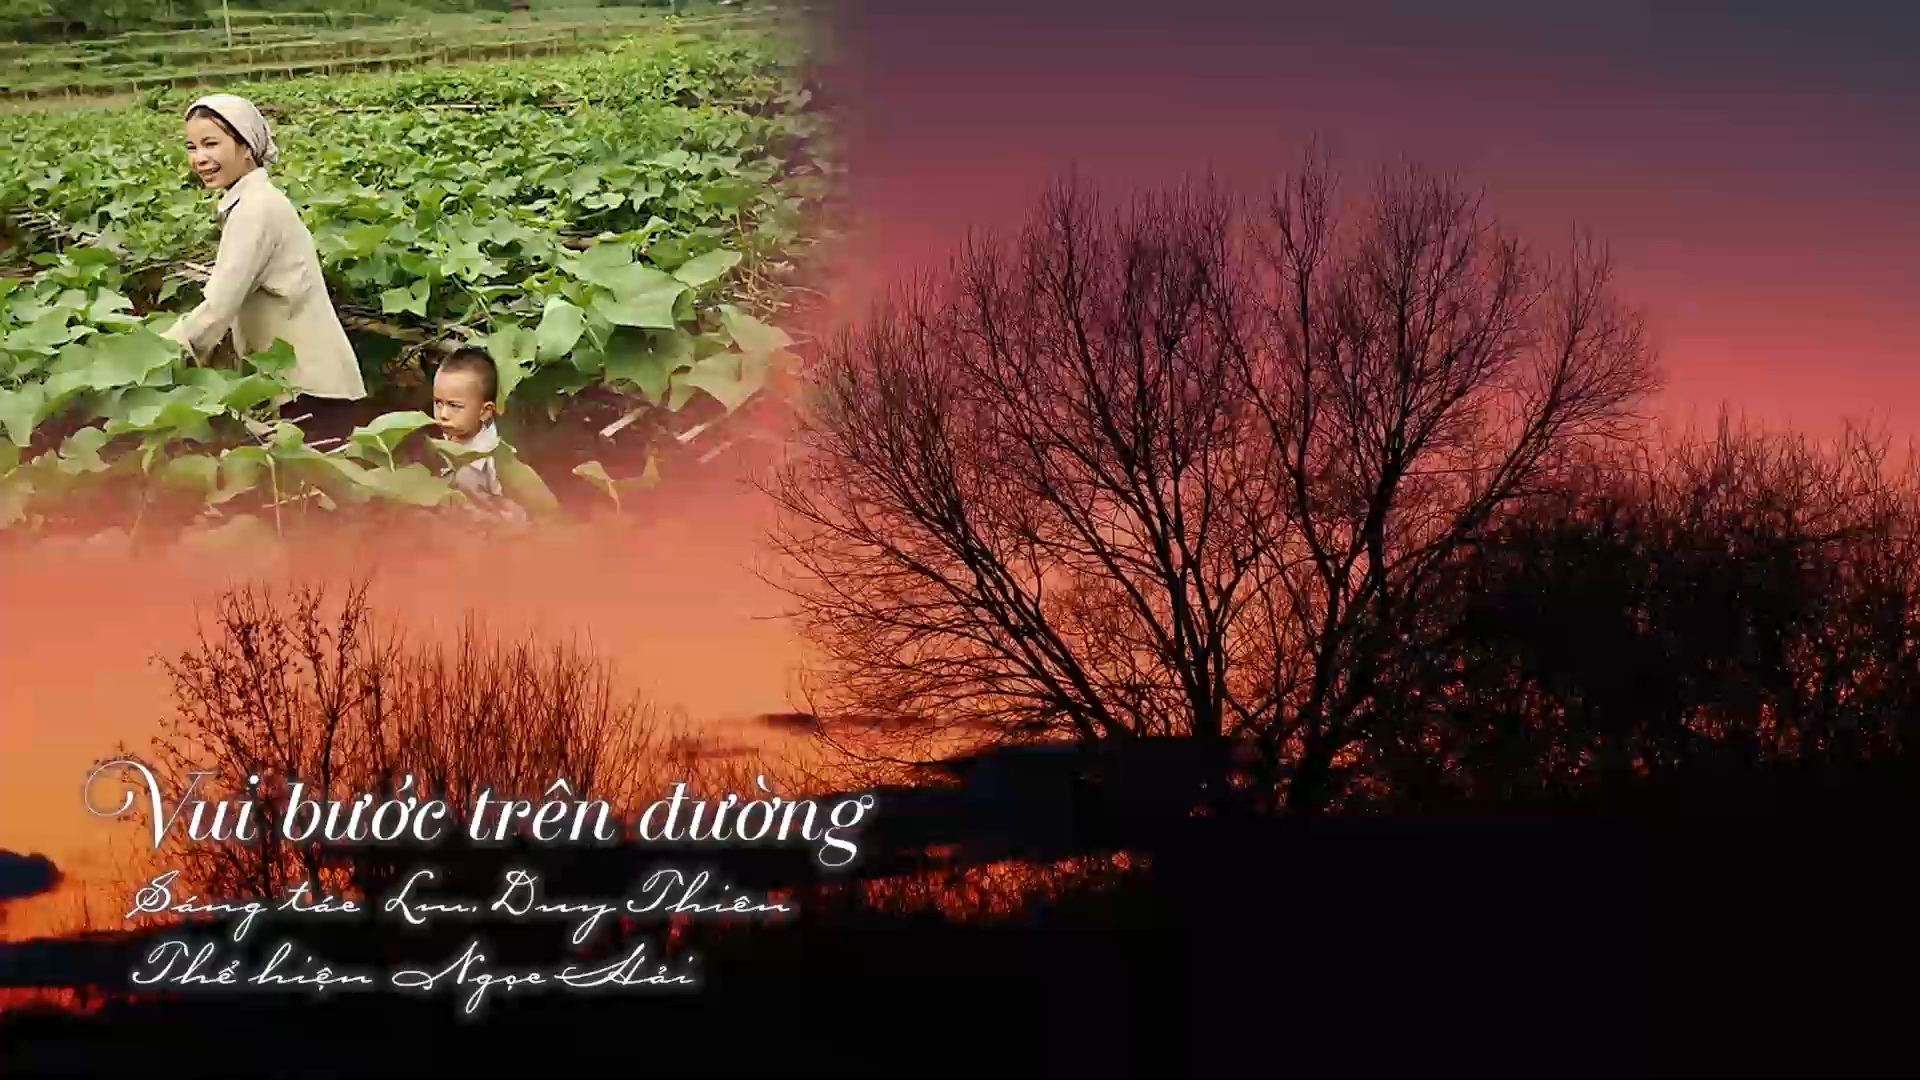 Vui bước trên đường
Sáng tác Lm. Duy Thiên
Thể hiện Ngọc Hải